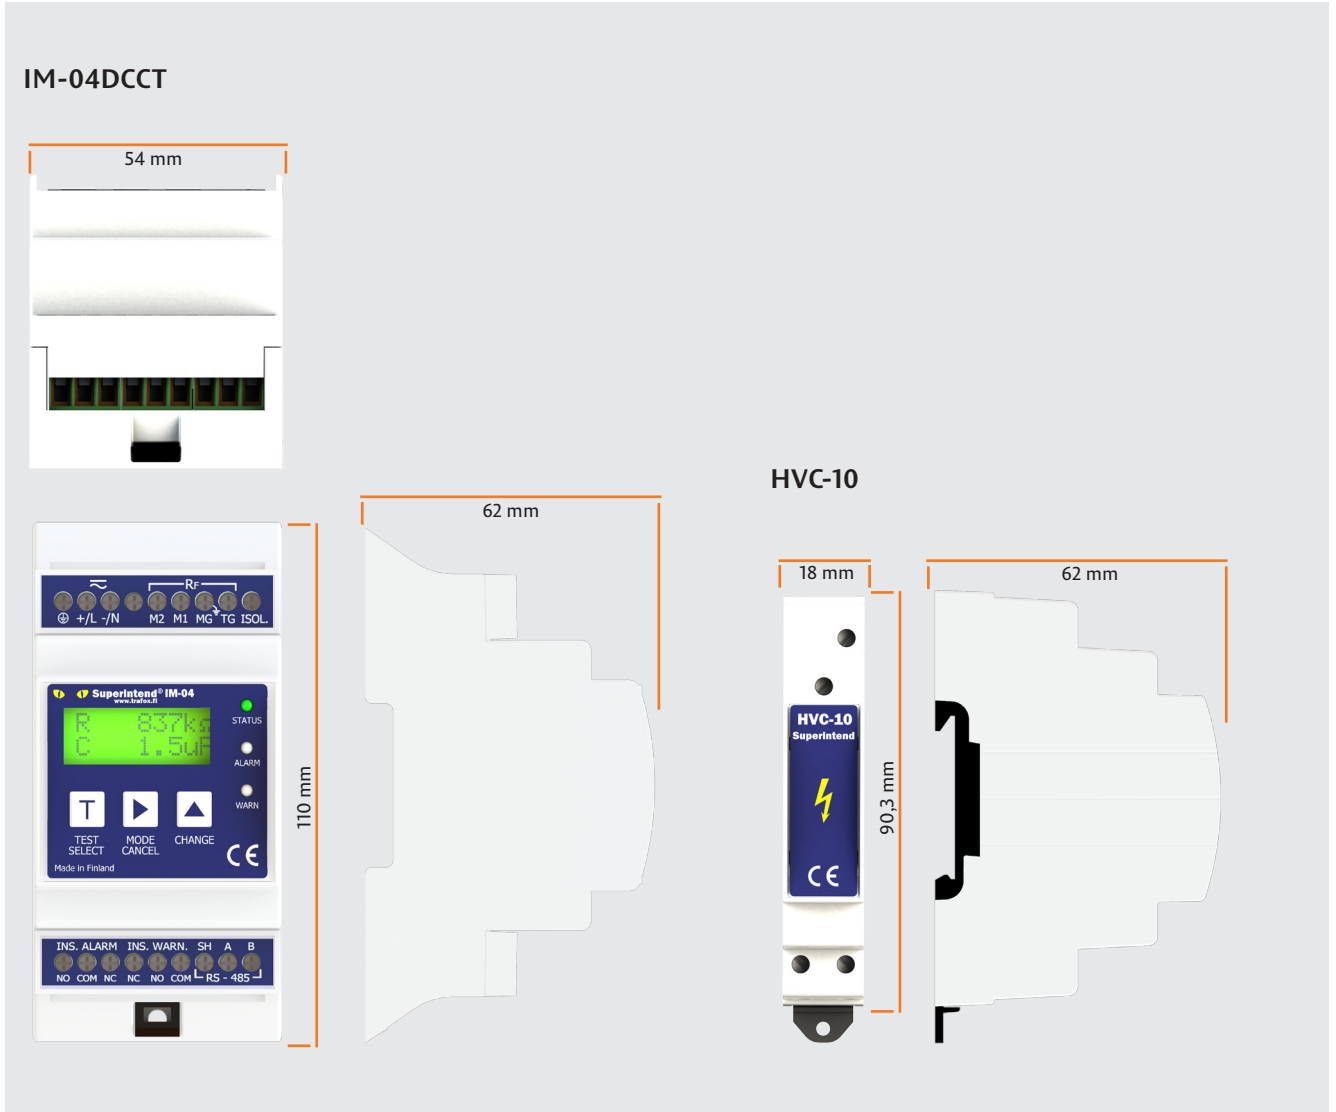 IM-04DCCT
54 mm
HVC-10
62 mm
18 mm
62 mm
RF
+/L -/N M2 M1 MG TG ISOL.
Superintend® IM-04
www.trafox.fi
R 837kΩ
C 1.5uF
STATUS
ALARM
WARN
T
TEST SELECT
MODE CANCEL
CHANGE
Made in Finland
CE
110 mm
INS. ALARM INS. WARN. SH A B
NO COM NC NC NO COM RS - 485
HVC-10
Superintend
CE
90,3 mm